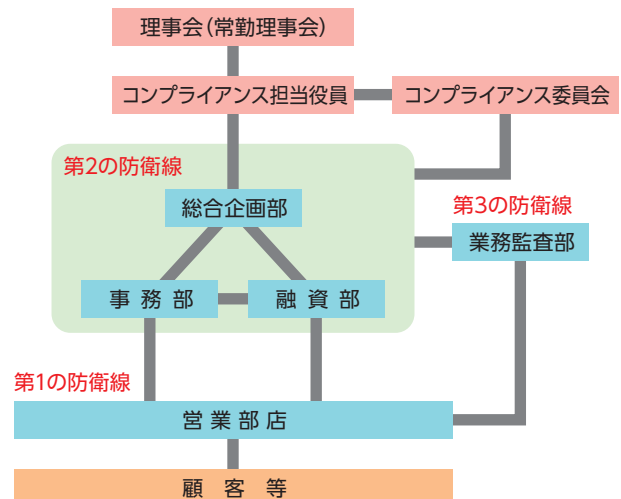 理事会(常勤理事会)
コンプライアンス担当役員
コンプライアンス委員会
第2の防衛線
総合企画部
第3の防衛線
業務監査部
事務部
融資部
第1の防衛線
営業部店
顧客等